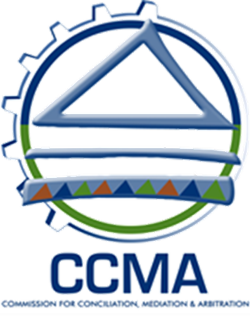 CCMA
COMMISSION FOR CONCILIATION, MEDIATION & ARBITRATION